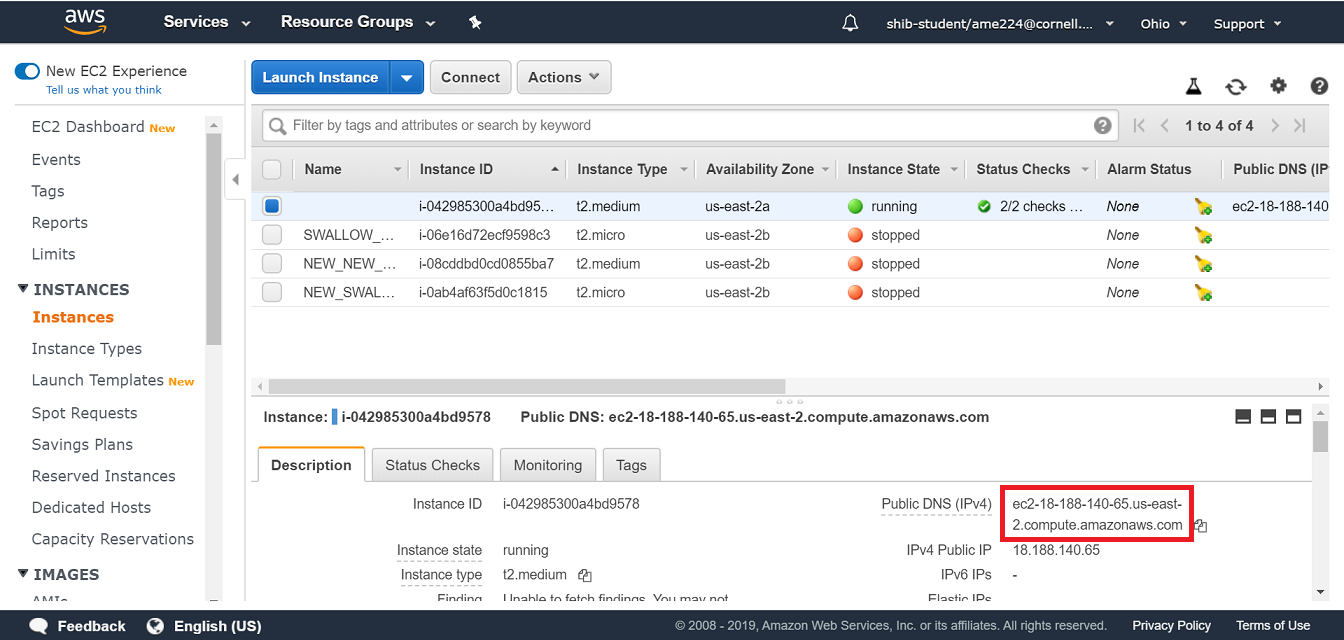 aws Services Resource Groups shib-student/ame224@cornell.... Ohio Support
New EC2 Experience
Tell us what you think
EC2 Dashboard New
Events
Tags
Reports
Limits
INSTANCES
Instances
Instance Types
Launch Templates New
Spot Requests
Savings Plans
Reserved Instances
Dedicated Hosts
Capacity Reservations
IMAGES
AMIs
Launch Instance Connect Actions
Filter by tags and attributes or search by keyword 1 to 4 of 4
Name Instance ID Instance Type Availability Zone Instance State Status Checks Alarm Status Public DNS (IP
i-042985300a4bd95... t2.medium us-east-2a running 2/2 checks ... None ec2-18-188-140
SWALLOW_... i-06e16d72ecf9598c3 t2.micro us-east-2b stopped None
NEW_NEW_... i-08cddbd0cd0855ba7 t2.medium us-east-2b stopped None
NEW_SWAL... i-0ab4af63f5d0c1815 t2.micro us-east-2b stopped None
Instance: i-042985300a4bd9578 Public DNS: ec2-18-188-140-65.us-east-2.compute.amazonaws.com
Description Status Checks Monitoring Tags
Instance ID i-042985300a4bd9578
Instance state running
Instance type t2.medium
Finding Unable to fetch findings. You may not
Public DNS (IPv4) ec2-18-188-140-65.us-east-
2.compute.amazonaws.com
IPv4 Public IP 18.188.140.65
IPv6 IPs -
Elastic IPs
Feedback English (US) © 2008 - 2019, Amazon Web Services, Inc. or its affiliates. All rights reserved. Privacy Policy Terms of Use